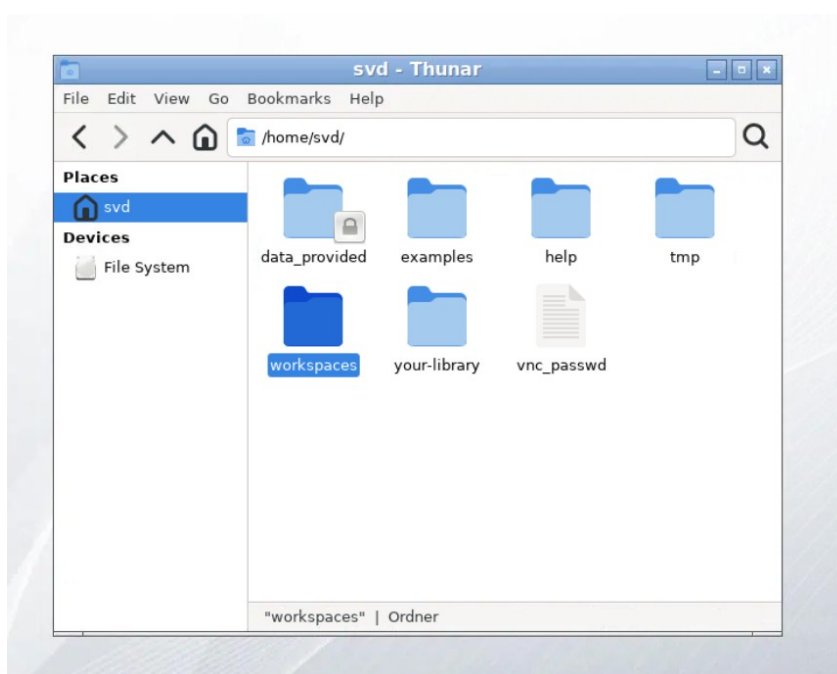 svd - Thunar
File Edit View Go Bookmarks Help
/home/svd/
Places
svd
Devices
File System
data_provided examples help tmp
workspaces your-library vnc_passwd
"workspaces" | Ordner